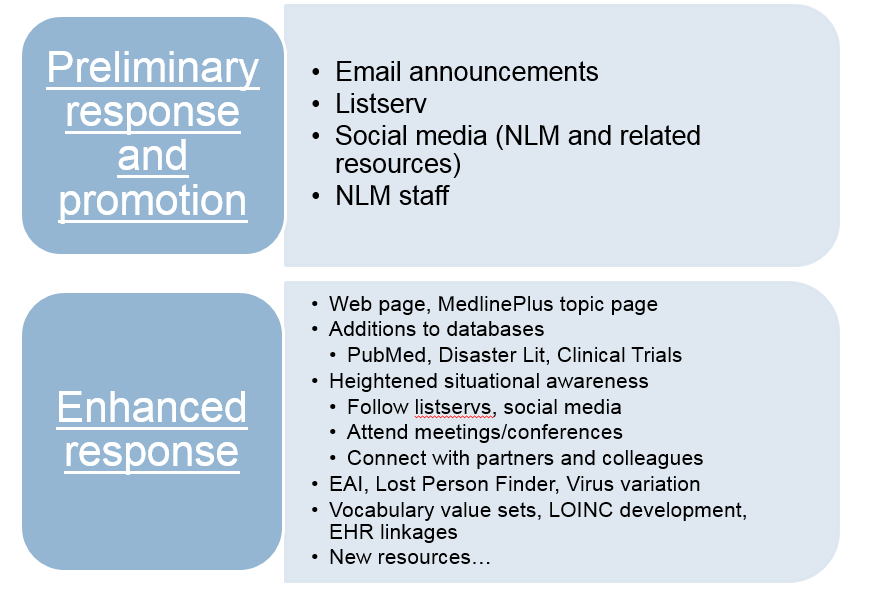 Preliminary
response
and
promotion
• Email announcements
• Listserv
• Social media (NLM and related
resources)
• NLM staff
Enhanced
response
• Web page, MedlinePlus topic page
• Additions to databases
• PubMed, Disaster Lit, Clinical Trials
• Heightened situational awareness
• Follow listservs, social media
• Attend meetings/conferences
• Connect with partners and colleagues
• EAI, Lost Person Finder, Virus variation
• Vocabulary value sets, LOINC development,
EHR linkages
• New resources…